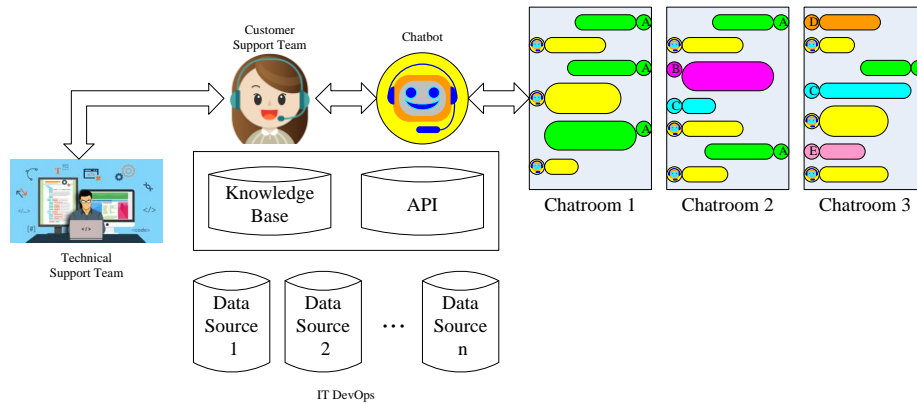 Customer
Support Team
Chatbot
A
A
A
Chatroom 1
A
B
C
A
Chatroom 2
D
C
E
Chatroom 3
Technical
Support Team
Knowledge
Base
API
Data
Source
1
Data
Source
2
...
Data
Source
n
IT DevOps